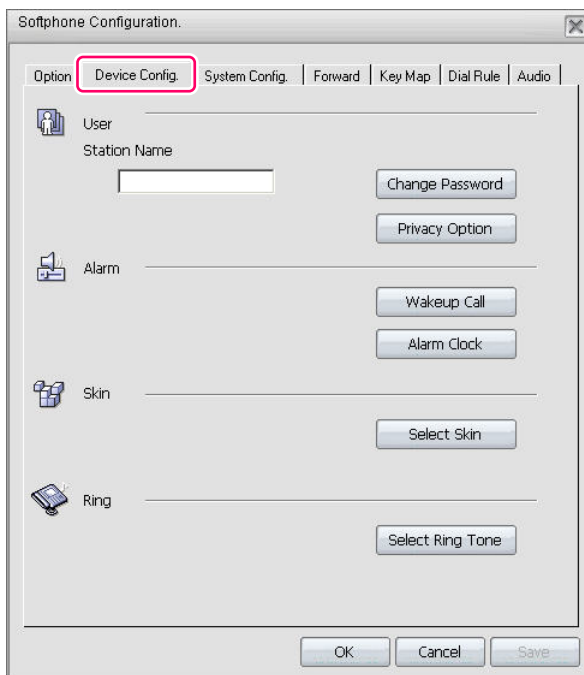 Softphone Configuration.
Option Device Config. System Config. Forward Key Map Dial Rule Audio
User
Station Name
Change Password
Privacy Option
Alarm
Wakeup Call
Alarm Clock
Skin
Select Skin
Ring
Select Ring Tone
OK Cancel Save